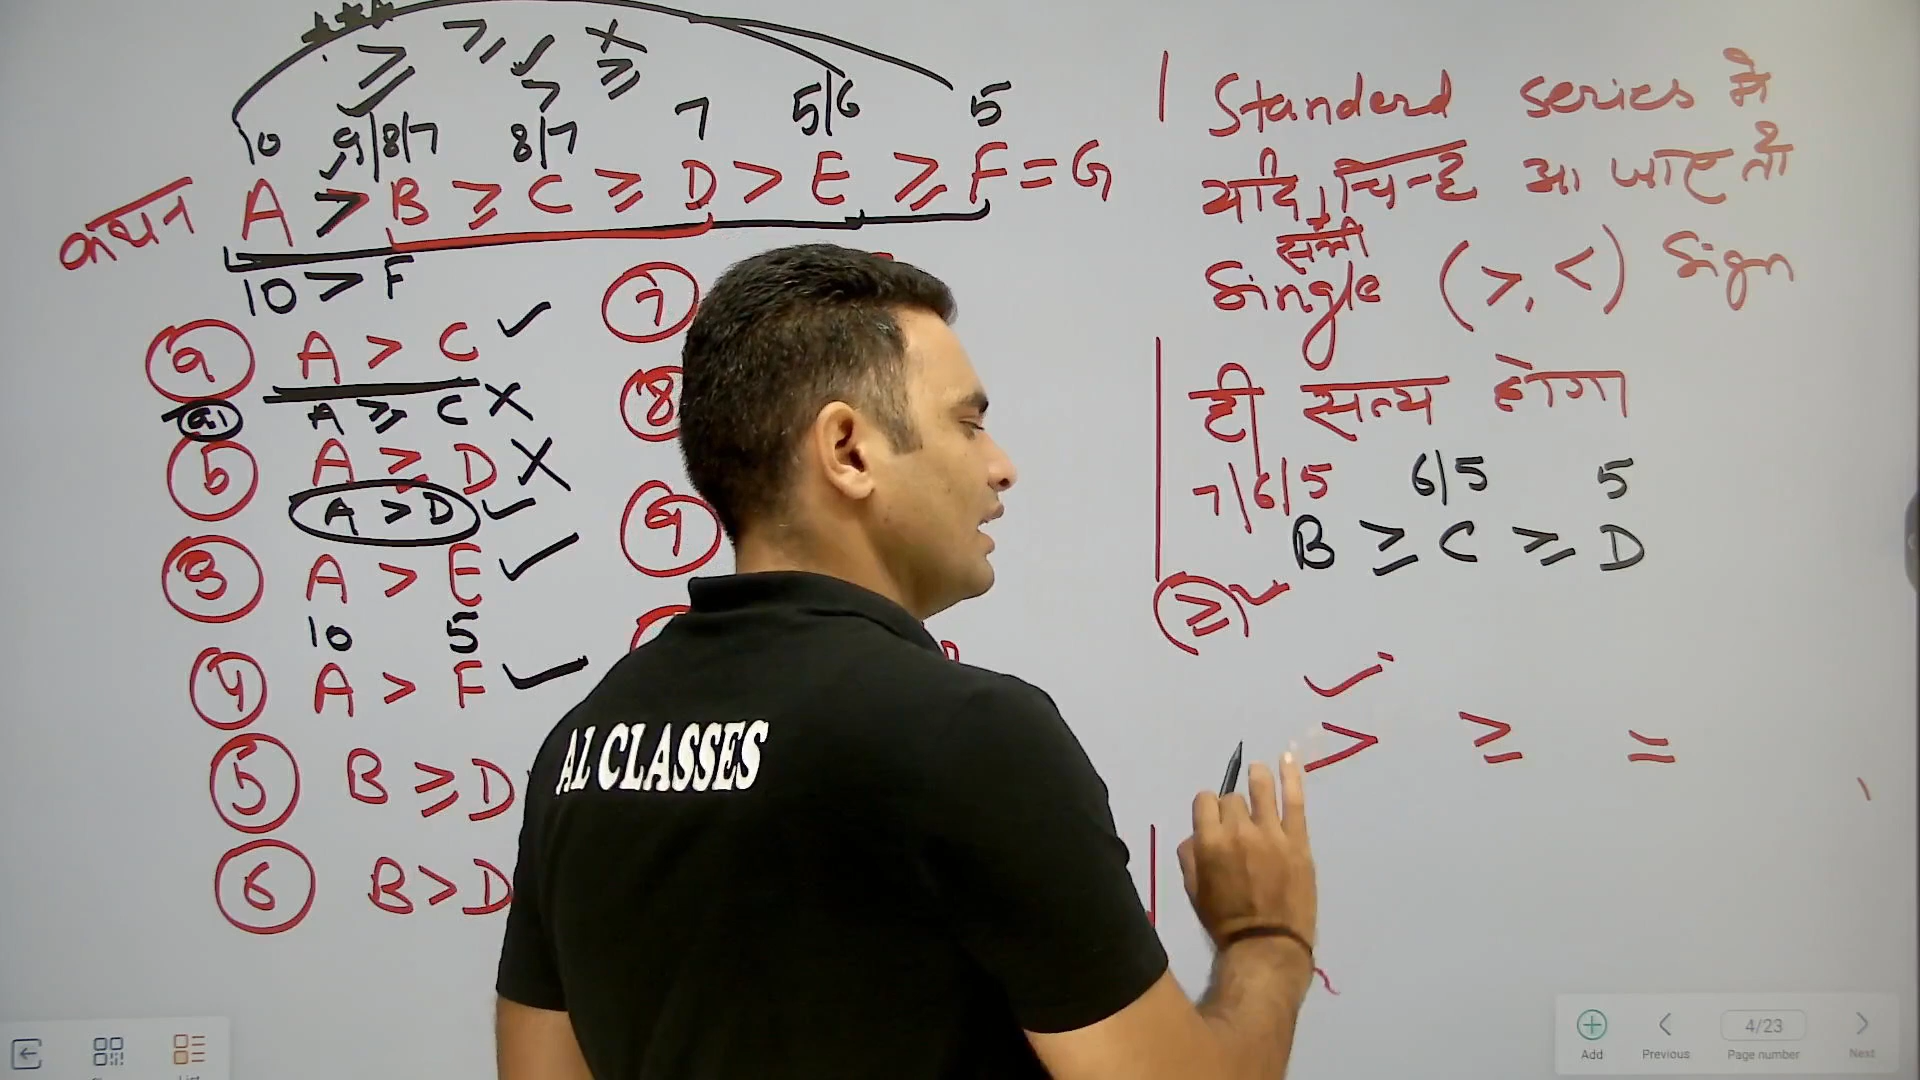 ≥ > ✓ ×
≥
> ≥
10 9|8|7 8|7 7 5|6 5
कथन A > B ≥ C ≥ D > E ≥ F = G
10 > F
A > C ✓
A ≥ C ×
A ≥ D ×
A > D ✓
3 A > E ✓
10 5
4 A > F ✓
5 B ≥ D
6 B > D
7
8
9
AL CLASSES
Standerd series में
यदि चिन्ह आ जाए तो
सभी
Single (>, <) Sign
ही सत्य होगा
7|6|5 6|5 5
B ≥ C ≥ D
≥ ✓
✓
> ≥ =
Add Previous 4/23 Page number Next